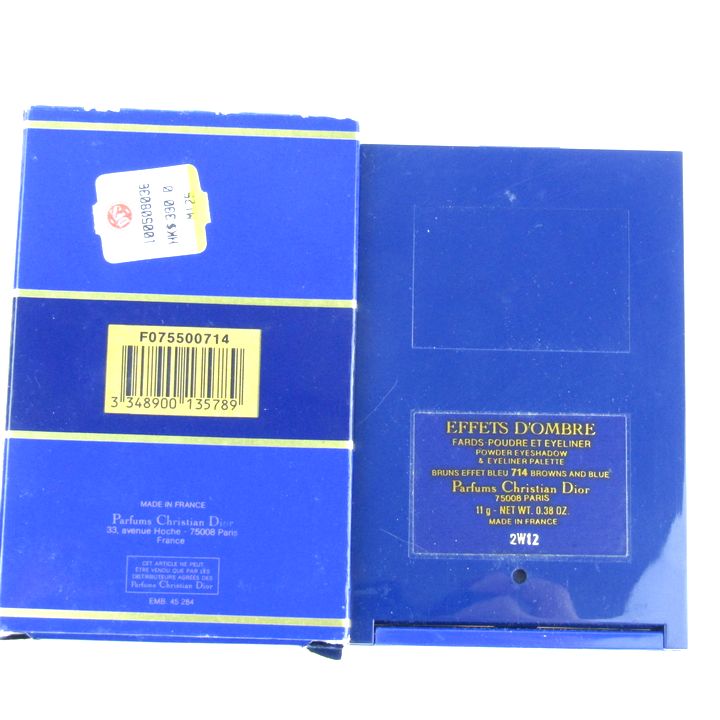 100508036
HK$ 330 0
F075500714
3 348900 135789
MADE IN FRANCE
Parfums Christian Dior
33, avenue Hoche - 75008 Paris
France
CET ARTICLE NE PEUT
ÊTRE VENDU QUE PAR LES
DISTRIBUTEURS AGRÉÉS DES
Parfums Christian Dior
EMB. 45 284
EFFETS D'OMBRE
FARDS-POUDRE ET EYELINER
POWDER EYESHADOW
& EYELINER PALETTE
BRUNS EFFET BLEU 714 BROWNS AND BLUE
Parfums Christian Dior
75008 PARIS
11 g - NET WT. 0.38 OZ.
MADE IN FRANCE
2W12